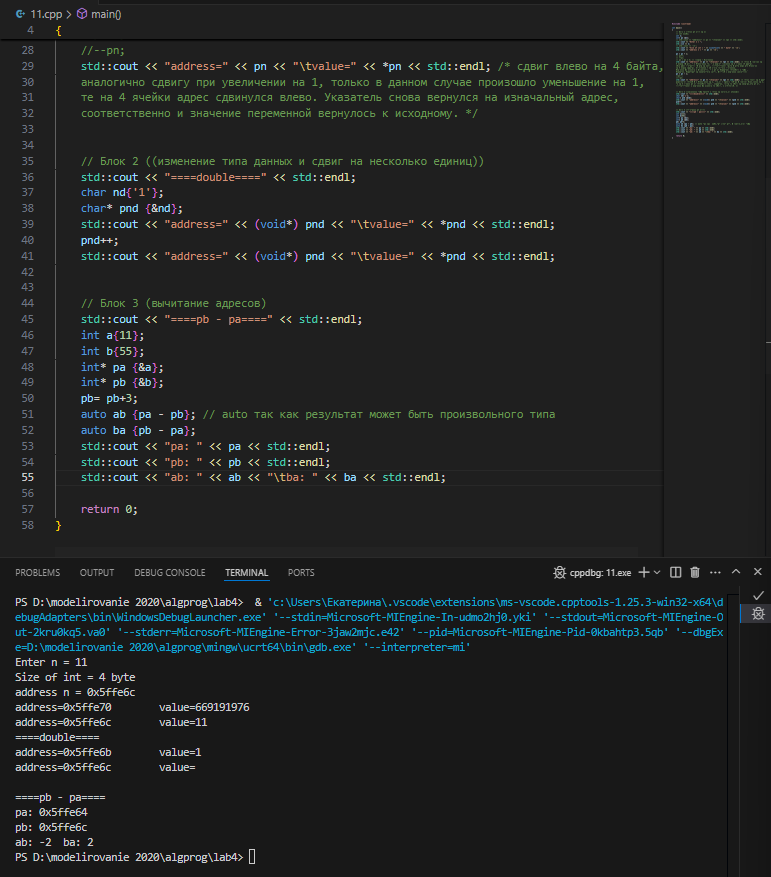 11.cpp > main()
4 {
28 //--pn;
29 std::cout << "address=" << pn << "\tvalue=" << *pn << std::endl; /* сдвиг влево на 4 байта,
30 аналогично сдвигу при увеличении на 1, только в данном случае произошло уменьшение на 1,
31 те на 4 ячейки адрес сдвинулся влево. Указатель снова вернулся на изначальный адрес,
32 соответственно и значение переменной вернулось к исходному. */
33
34
35 // Блок 2 ((изменение типа данных и сдвиг на несколько единиц))
36 std::cout << "====double====" << std::endl;
37 char nd{'1'};
38 char* pnd {&nd};
39 std::cout << "address=" << (void*) pnd << "\tvalue=" << *pnd << std::endl;
40 pnd++;
41 std::cout << "address=" << (void*) pnd << "\tvalue=" << *pnd << std::endl;
42
43
44 // Блок 3 (вычитание адресов)
45 std::cout << "====pb - pa====" << std::endl;
46 int a{11};
47 int b{55};
48 int* pa {&a};
49 int* pb {&b};
50 pb= pb+3;
51 auto ab {pa - pb}; // auto так как результат может быть произвольного типа
52 auto ba {pb - pa};
53 std::cout << "pa: " << pa << std::endl;
54 std::cout << "pb: " << pb << std::endl;
55 std::cout << "ab: " << ab << "\tba: " << ba << std::endl;
56
57 return 0;
58 }
PROBLEMS OUTPUT DEBUG CONSOLE TERMINAL PORTS cppdbg: 11.exe
PS D:\modelirovanie 2020\algprog\lab4> & 'c:\Users\Екатерина\.vscode\extensions\ms-vscode.cpptools-1.25.3-win32-x64\d
ebugAdapters\bin\WindowsDebugLauncher.exe' '--stdin=Microsoft-MIEngine-In-udmo2hj0.yki' '--stdout=Microsoft-MIEngine-O
ut-2kru0kq5.va0' '--stderr=Microsoft-MIEngine-Error-3jaw2mjc.e42' '--pid=Microsoft-MIEngine-Pid-0kbahtp3.5qb' '--dbgEx
e=D:\modelirovanie 2020\algprog\mingw\ucrt64\bin\gdb.exe' '--interpreter=mi'
Enter n = 11
Size of int = 4 byte
address n = 0x5ffe6c
address=0x5ffe70 value=669191976
address=0x5ffe6c value=11
====double====
address=0x5ffe6b value=1
address=0x5ffe6c value=
====pb - pa====
pa: 0x5ffe64
pb: 0x5ffe6c
ab: -2 ba: 2
PS D:\modelirovanie 2020\algprog\lab4>